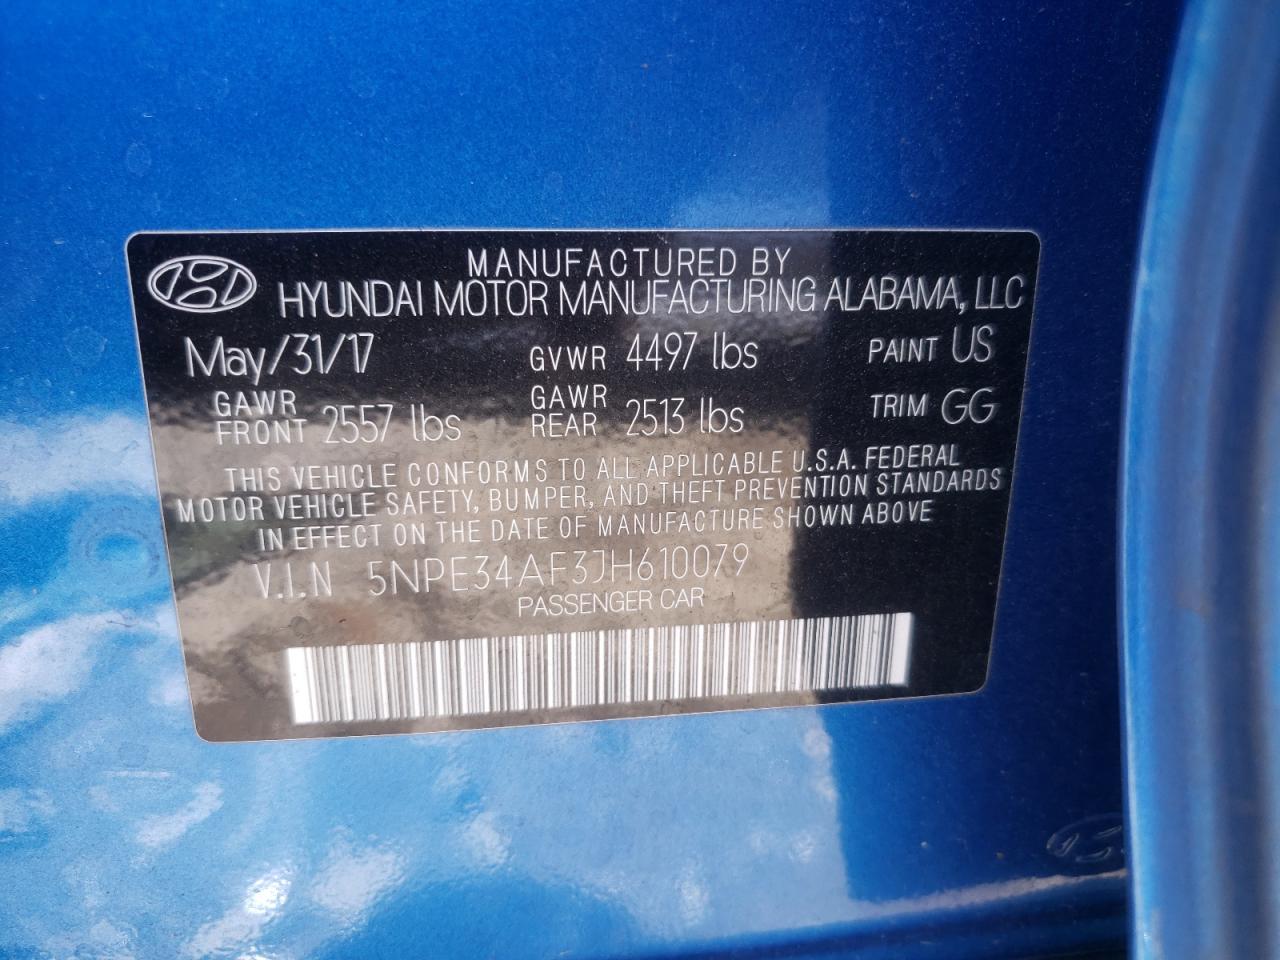 MANUFACTURED BY
HYUNDAI MOTOR MANUFACTURING ALABAMA, LLC
May/31/17 GVWR 4497 lbs PAINT US
GAWR FRONT 2557 lbs GAWR REAR 2513 lbs TRIM GG
THIS VEHICLE CONFORMS TO ALL APPLICABLE U.S.A. FEDERAL
MOTOR VEHICLE SAFETY, BUMPER, AND THEFT PREVENTION STANDARDS
IN EFFECT ON THE DATE OF MANUFACTURE SHOWN ABOVE
V.I.N 5NPE34AF3JH610079
PASSENGER CAR